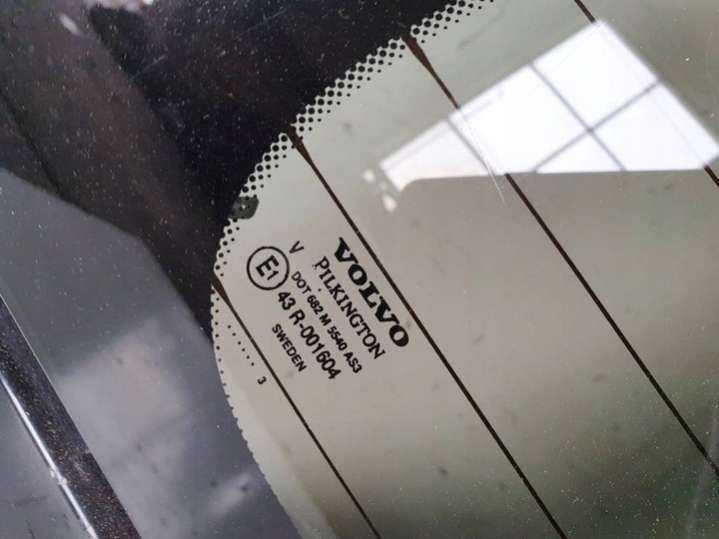 VOLVO
PILKINGTON
V
DOT 682 M 5540 AS3
E1
43 R-001604
SWEDEN
...... 3